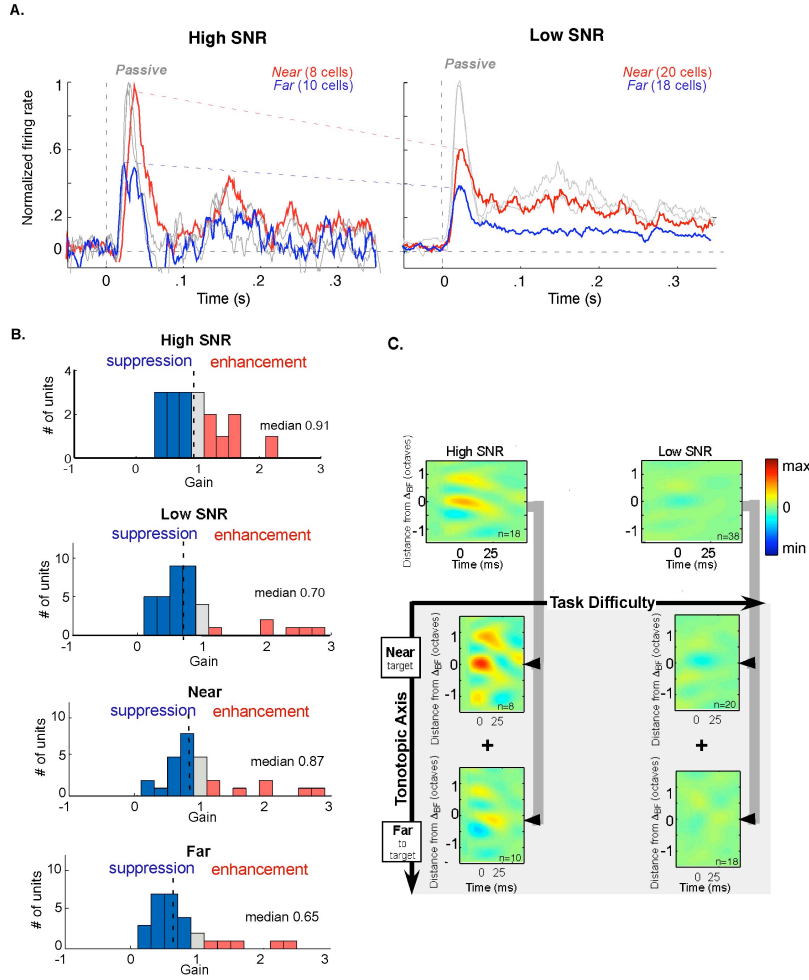 A.
High SNR
Low SNR
Passive
Near (8 cells)
Far (10 cells)
Passive
Near (20 cells)
Far (18 cells)
Normalized firing rate
1
.6
.2
0
0 .1 .2 .3
Time (s)
0 .1 .2 .3
Time (s)
B.
High SNR
suppression enhancement
# of units
4
2
0
median 0.91
-1 0 1 2 3
Gain
Low SNR
suppression enhancement
# of units
10
5
0
median 0.70
-1 0 1 2 3
Gain
Near
suppression enhancement
# of units
10
5
0
median 0.87
-1 0 1 2 3
Gain
Far
suppression enhancement
# of units
10
5
0
median 0.65
-1 0 1 2 3
Gain
C.
High SNR
Low SNR
Distance from ΔBF (octaves)
1
0
-1
n=18
0 25
Time (ms)
Distance from ΔBF (octaves)
1
0
-1
n=38
0 25
Time (ms)
max
0
min
Task Difficulty
Tonotopic Axis
Near
target
Distance from ΔBF (octaves)
1
0
-1
n=8
0 25
Distance from ΔBF (octaves)
1
0
-1
n=20
0 25
+
+
Far
to
target
Distance from ΔBF (octaves)
1
0
-1
n=10
0 25
Time (ms)
Distance from ΔBF (octaves)
1
0
-1
n=18
0 25
Time (ms)